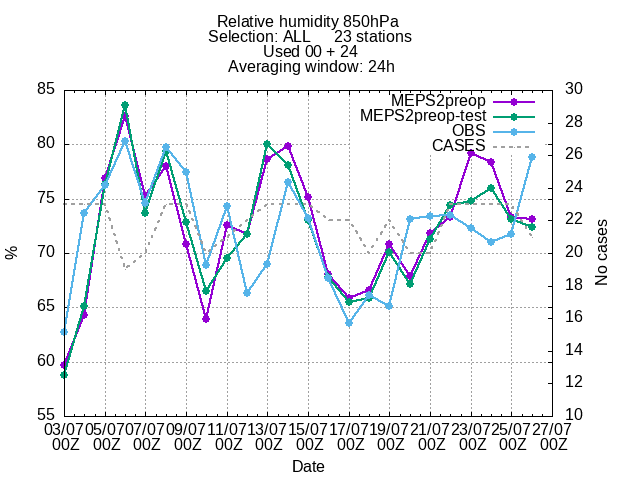 Relative humidity 850hPa
Selection: ALL 23 stations
Used 00 + 24
Averaging window: 24h
MEPS2preop
MEPS2preop-test
OBS
CASES
85
80
75
70
65
60
55
%
30
28
26
24
22
20
18
16
14
12
10
No cases
03/07 05/07 07/07 09/07 11/07 13/07 15/07 17/07 19/07 21/07 23/07 25/07 27/07
00Z 00Z 00Z 00Z 00Z 00Z 00Z 00Z 00Z 00Z 00Z 00Z 00Z
Date